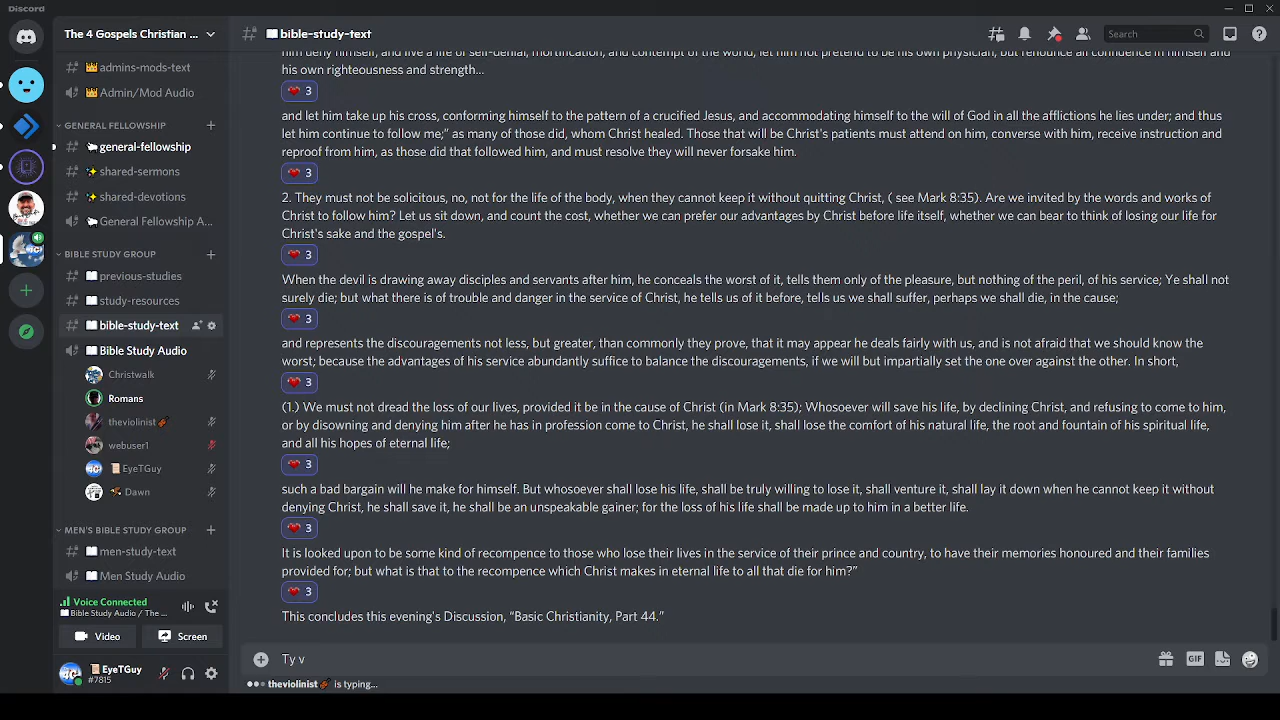 Discord
The 4 Gospels Christian ...
admins-mods-text
Admin/Mod Audio
GENERAL FELLOWSHIP
general-fellowship
shared-sermons
shared-devotions
General Fellowship A...
BIBLE STUDY GROUP
previous-studies
study-resources
bible-study-text
Bible Study Audio
Christwalk
Romans
theviolinist
webuser1
EyeTGuy
Dawn
MEN'S BIBLE STUDY GROUP
men-study-text
Men Study Audio
Voice Connected
Bible Study Audio / The ...
Video
Screen
EyeTGuy
#7815
bible-study-text
Search
him deny himself, and live a life of self-denial, mortification, and contempt of the world, let him not pretend to be his own physician, but renounce all confidence in himself and
his own righteousness and strength...
3
and let him take up his cross, conforming himself to the pattern of a crucified Jesus, and accommodating himself to the will of God in all the afflictions he lies under; and thus
let him continue to follow me;" as many of those did, whom Christ healed. Those that will be Christ's patients must attend on him, converse with him, receive instruction and
reproof from him, as those did that followed him, and must resolve they will never forsake him.
3
2. They must not be solicitous, no, not for the life of the body, when they cannot keep it without quitting Christ, ( see Mark 8:35). Are we invited by the words and works of
Christ to follow him? Let us sit down, and count the cost, whether we can prefer our advantages by Christ before life itself, whether we can bear to think of losing our life for
Christ's sake and the gospel's.
3
When the devil is drawing away disciples and servants after him, he conceals the worst of it, tells them only of the pleasure, but nothing of the peril, of his service; Ye shall not
surely die; but what there is of trouble and danger in the service of Christ, he tells us of it before, tells us we shall suffer, perhaps we shall die, in the cause;
3
and represents the discouragements not less, but greater, than commonly they prove, that it may appear he deals fairly with us, and is not afraid that we should know the
worst; because the advantages of his service abundantly suffice to balance the discouragements, if we will but impartially set the one over against the other. In short,
3
(1.) We must not dread the loss of our lives, provided it be in the cause of Christ (in Mark 8:35); Whosoever will save his life, by declining Christ, and refusing to come to him,
or by disowning and denying him after he has in profession come to Christ, he shall lose it, shall lose the comfort of his natural life, the root and fountain of his spiritual life,
and all his hopes of eternal life;
3
such a bad bargain will he make for himself. But whosoever shall lose his life, shall be truly willing to lose it, shall venture it, shall lay it down when he cannot keep it without
denying Christ, he shall save it, he shall be an unspeakable gainer; for the loss of his life shall be made up to him in a better life.
3
It is looked upon to be some kind of recompence to those who lose their lives in the service of their prince and country, to have their memories honoured and their families
provided for; but what is that to the recompence which Christ makes in eternal life to all that die for him?”
3
This concludes this evening's Discussion, “Basic Christianity, Part 44.”
Ty v
GIF
theviolinist is typing...